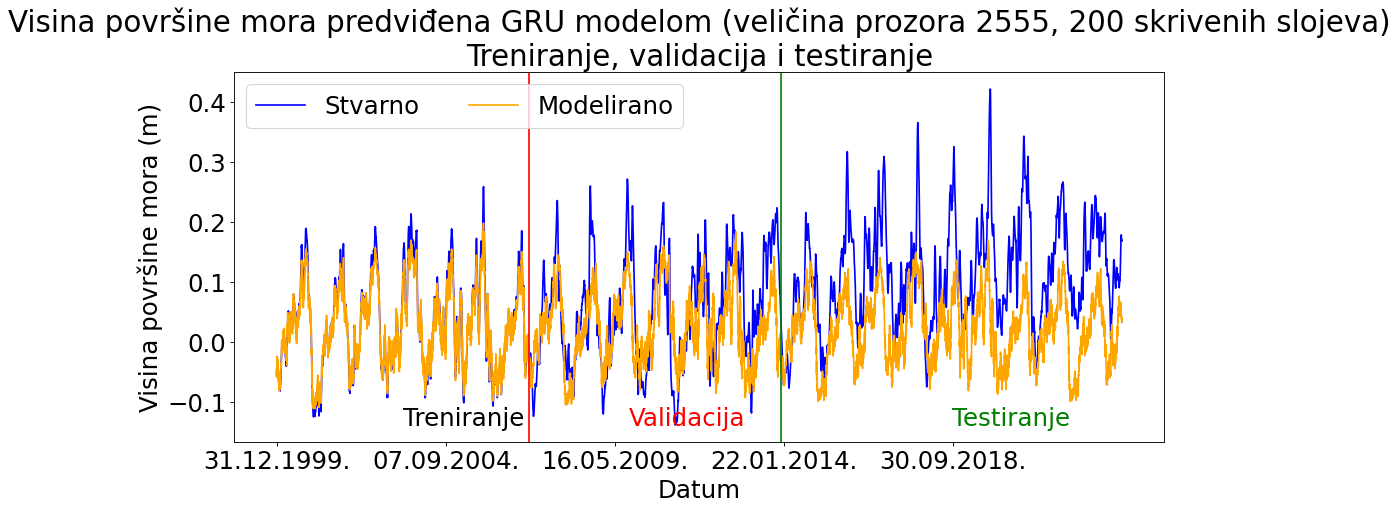 Visina površine mora predviđena GRU modelom (veličina prozora 2555, 200 skrivenih slojeva)
Treniranje, validacija i testiranje
Stvarno
Modelirano
Visina površine mora (m)
0.4
0.3
0.2
0.1
0.0
−0.1
Treniranje
Validacija
Testiranje
31.12.1999.
07.09.2004.
16.05.2009.
22.01.2014.
30.09.2018.
Datum